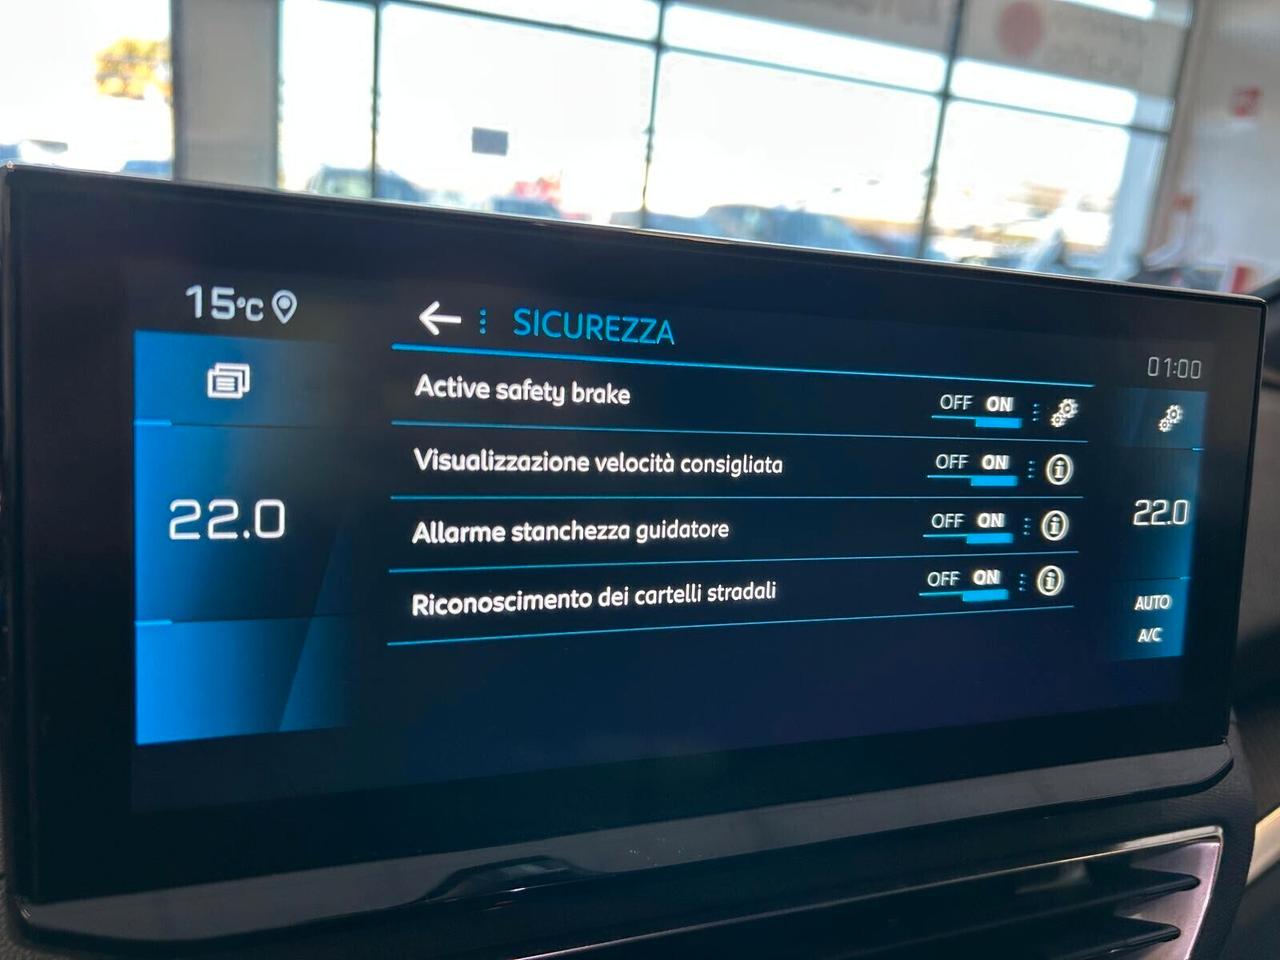 15°C
SICUREZZA
01:00
Active safety brake
OFF ON
Visualizzazione velocità consigliata
OFF ON
22.0
22.0
Allarme stanchezza guidatore
OFF ON
Riconoscimento dei cartelli stradali
OFF ON
AUTO
A/C